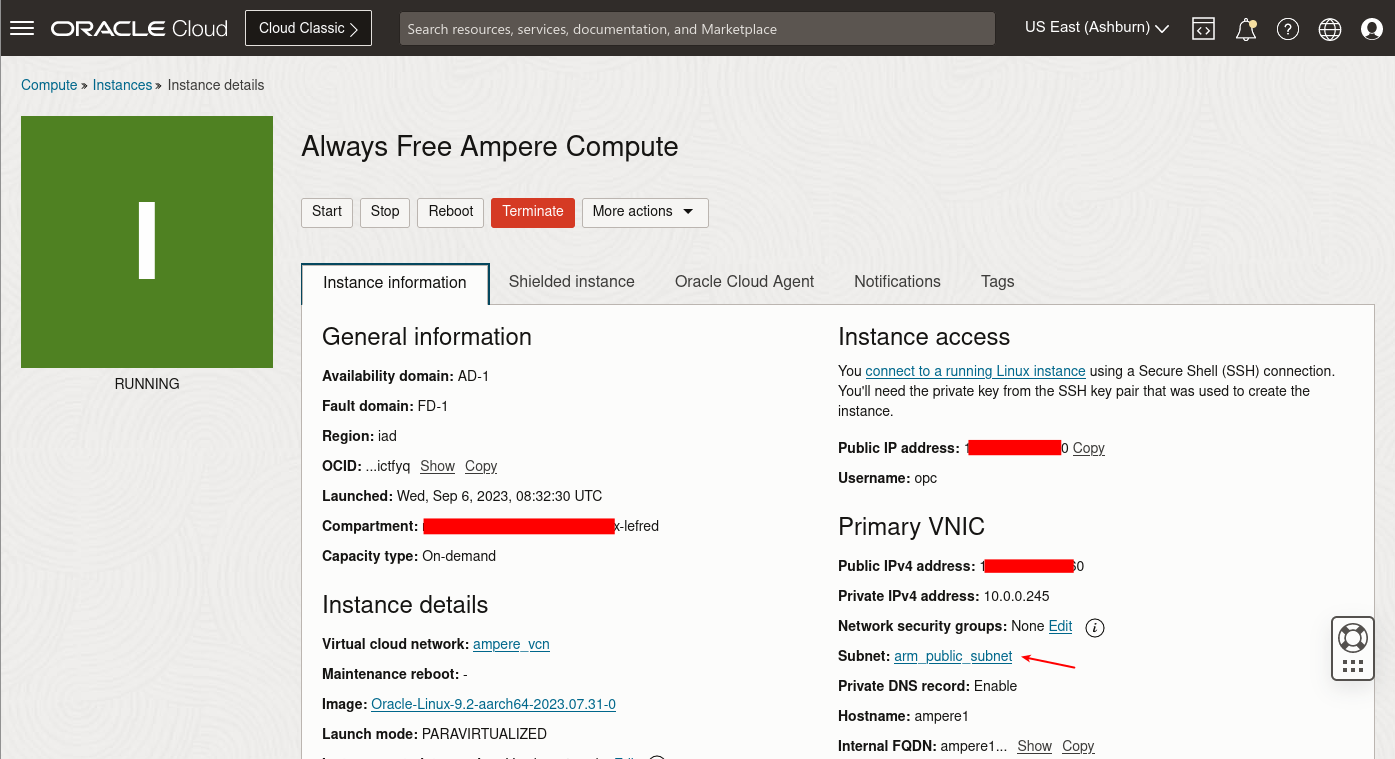 ORACLE Cloud
Cloud Classic
Search resources, services, documentation, and Marketplace
US East (Ashburn)
Compute » Instances » Instance details
I
RUNNING
Always Free Ampere Compute
Start
Stop
Reboot
Terminate
More actions
Instance information
Shielded instance
Oracle Cloud Agent
Notifications
Tags
General information
Availability domain: AD-1
Fault domain: FD-1
Region: iad
OCID: ...ictfyq Show Copy
Launched: Wed, Sep 6, 2023, 08:32:30 UTC
Compartment: x-lefred
Capacity type: On-demand
Instance details
Virtual cloud network: ampere_vcn
Maintenance reboot: -
Image: Oracle-Linux-9.2-aarch64-2023.07.31-0
Launch mode: PARAVIRTUALIZED
Instance access
You connect to a running Linux instance using a Secure Shell (SSH) connection.
You'll need the private key from the SSH key pair that was used to create the
instance.
Public IP address: 1 0 Copy
Username: opc
Primary VNIC
Public IPv4 address: 1 60
Private IPv4 address: 10.0.0.245
Network security groups: None Edit i
Subnet: arm_public_subnet
Private DNS record: Enable
Hostname: ampere1
Internal FQDN: ampere1... Show Copy